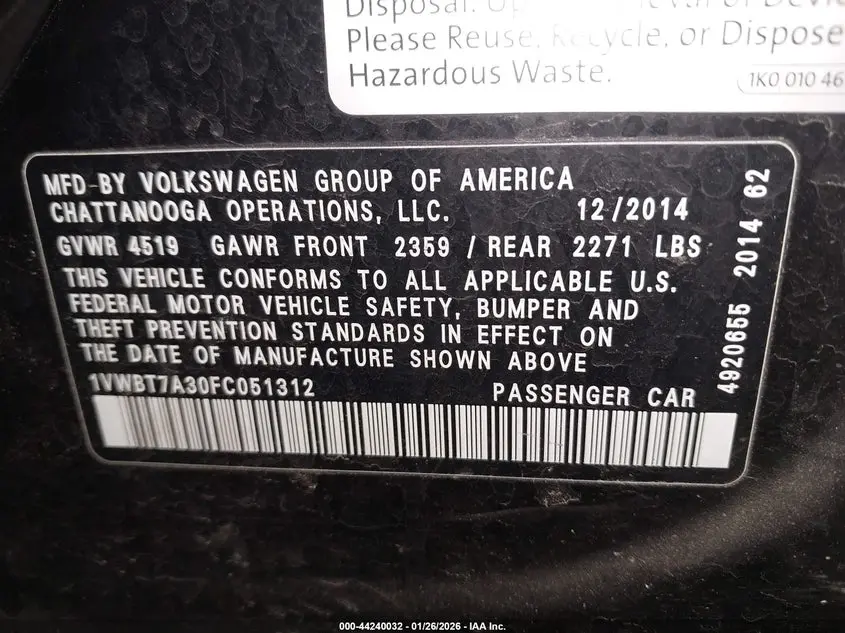 Disposal.
Please Reuse, Recycle, or Dispose
Hazardous Waste.
1K0 010 46
MFD-BY VOLKSWAGEN GROUP OF AMERICA
CHATTANOOGA OPERATIONS, LLC. 12/2014
GVWR 4519 GAWR FRONT 2359 / REAR 2271 LBS
THIS VEHICLE CONFORMS TO ALL APPLICABLE U.S.
FEDERAL MOTOR VEHICLE SAFETY, BUMPER AND
THEFT PREVENTION STANDARDS IN EFFECT ON
THE DATE OF MANUFACTURE SHOWN ABOVE
1VWBT7A30FC051312 PASSENGER CAR
4920655 2014 62
000-44240032 - 01/26/2026 - IAA Inc.